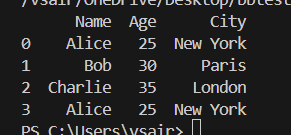 /vsair/OneDrive/Desktop/bbtest
Name Age City
0 Alice 25 New York
1 Bob 30 Paris
2 Charlie 35 London
3 Alice 25 New York
PS C:\Users\vsair>